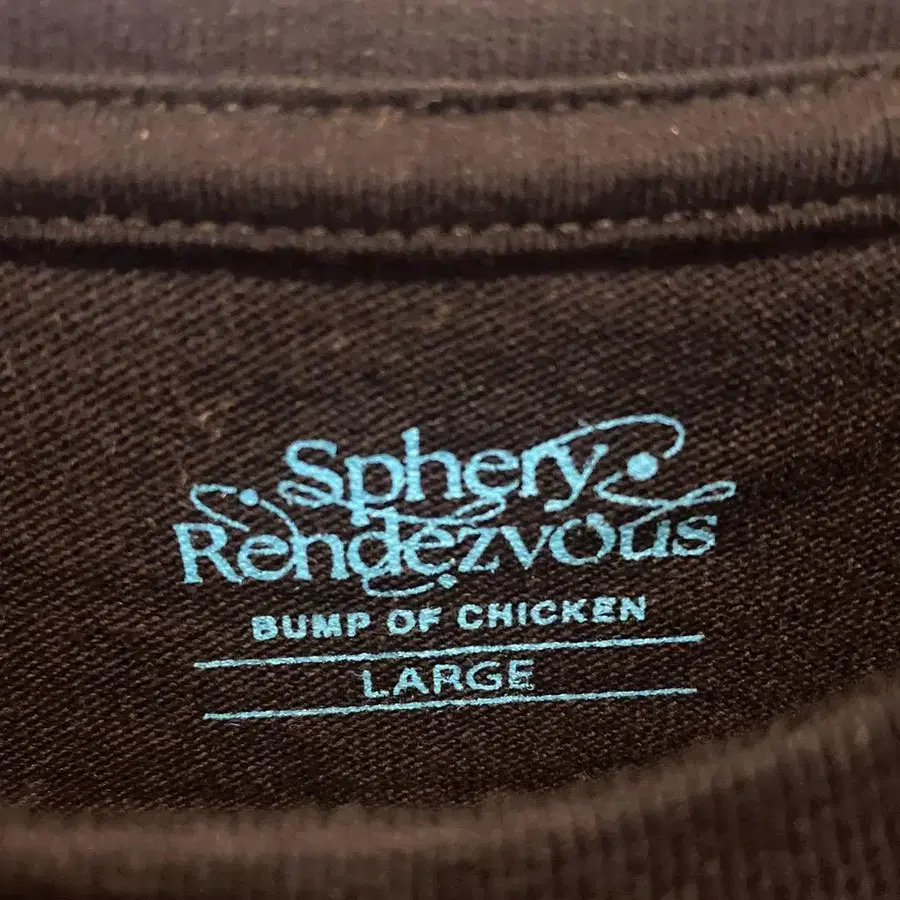 Sphery
Rendezvous
BUMP OF CHICKEN
LARGE